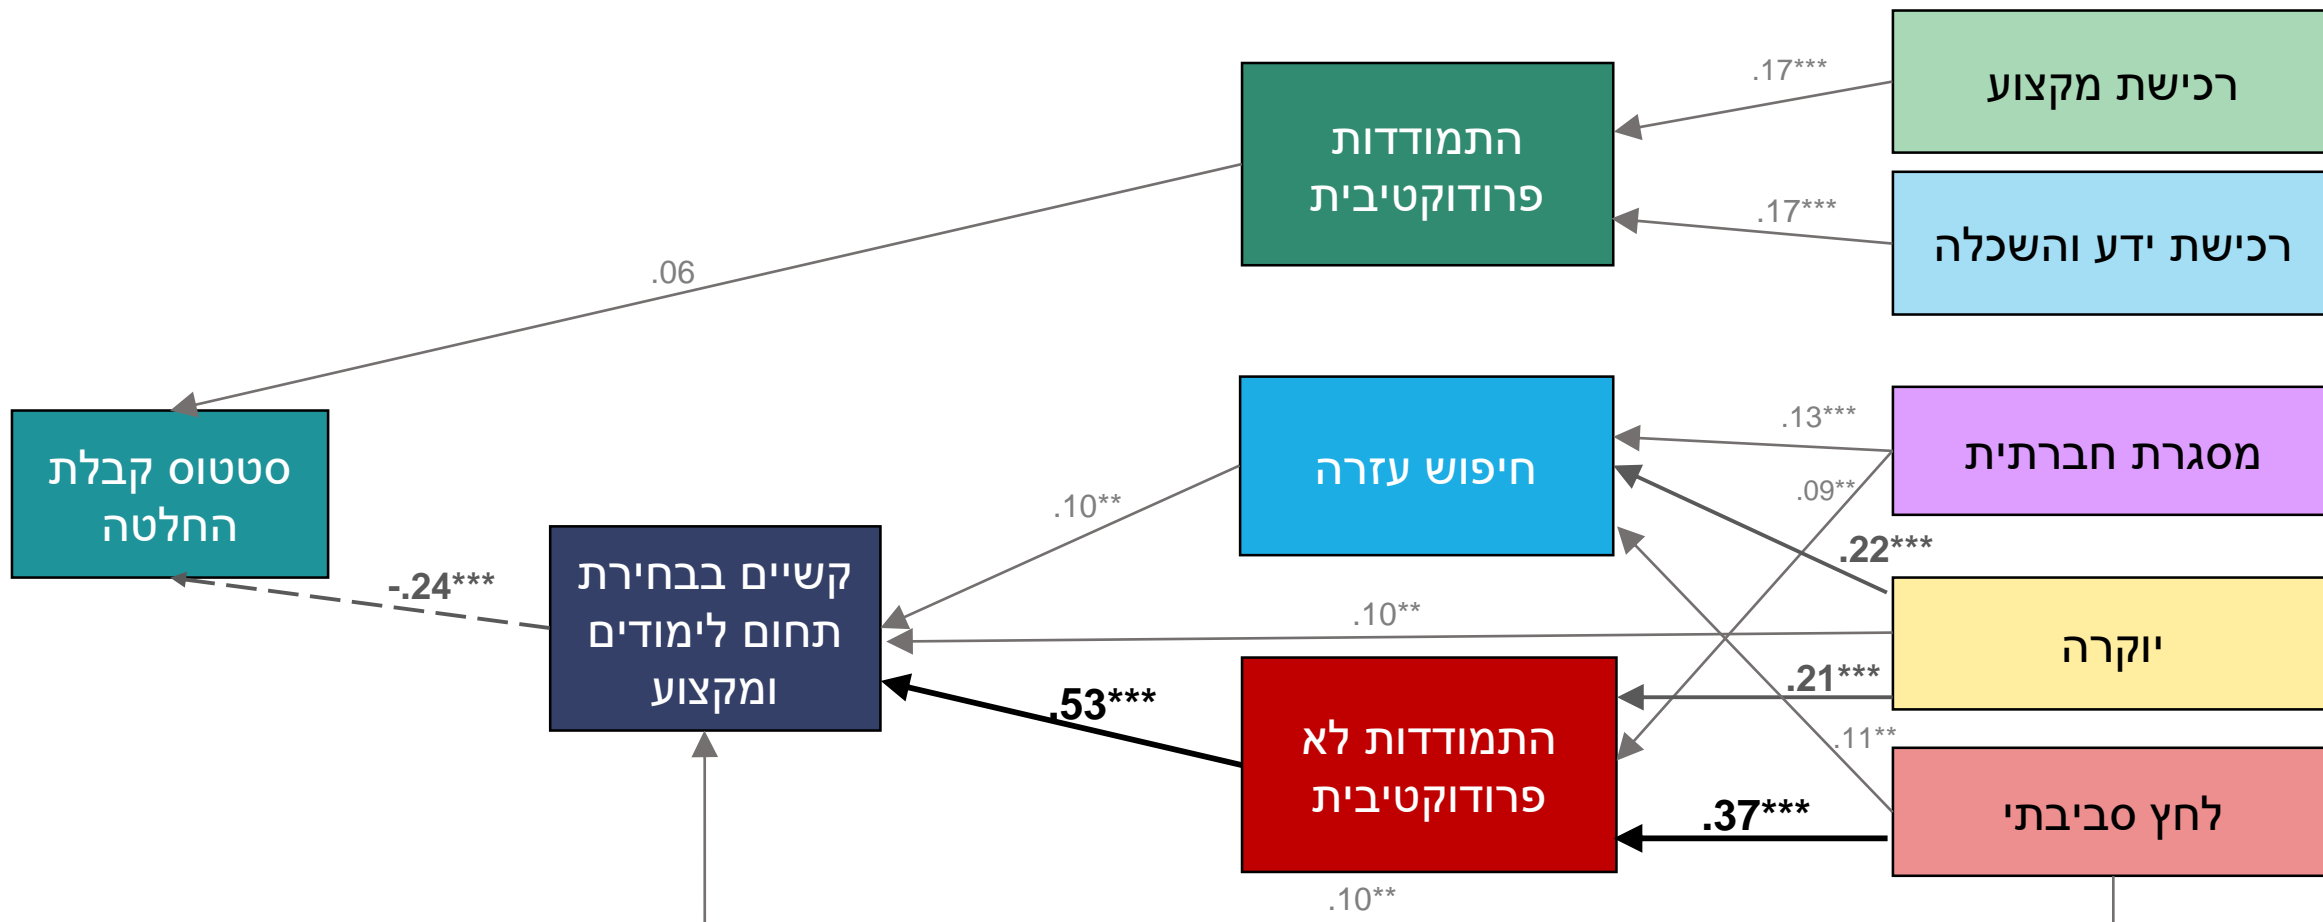 רכישת מקצוע
.17***
התמודדות
פרודוקטיבית
רכישת ידע והשכלה
.17***
.06
מסגרת חברתית
.13***
.09**
חיפוש עזרה
.10**
סטטוס קבלת
החלטה
.22***
-.24***
קשיים בבחירת
תחום לימודים
ומקצוע
.10**
יוקרה
.21***
.53***
התמודדות לא
פרודוקטיבית
.11**
לחץ סביבתי
.37***
.10**